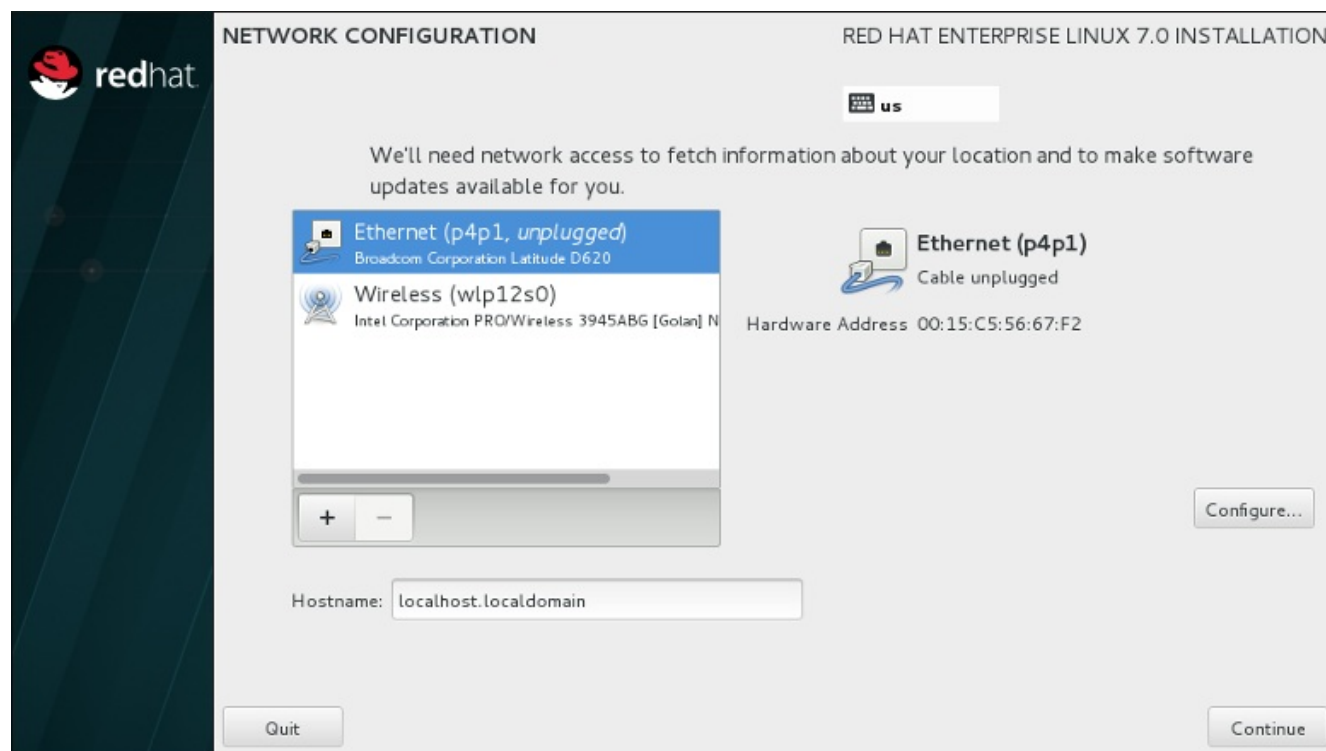 NETWORK CONFIGURATION
RED HAT ENTERPRISE LINUX 7.0 INSTALLATION
redhat.
us
We'll need network access to fetch information about your location and to make software
updates available for you.
Ethernet (p4p1, unplugged)
Broadcom Corporation Latitude D620
Wireless (wlp12s0)
Intel Corporation PRO/Wireless 3945ABG [Golan] N
Ethernet (p4p1)
Cable unplugged
Hardware Address 00:15:C5:56:67:F2
+ −
Configure...
Hostname: localhost.localdomain
Quit
Continue